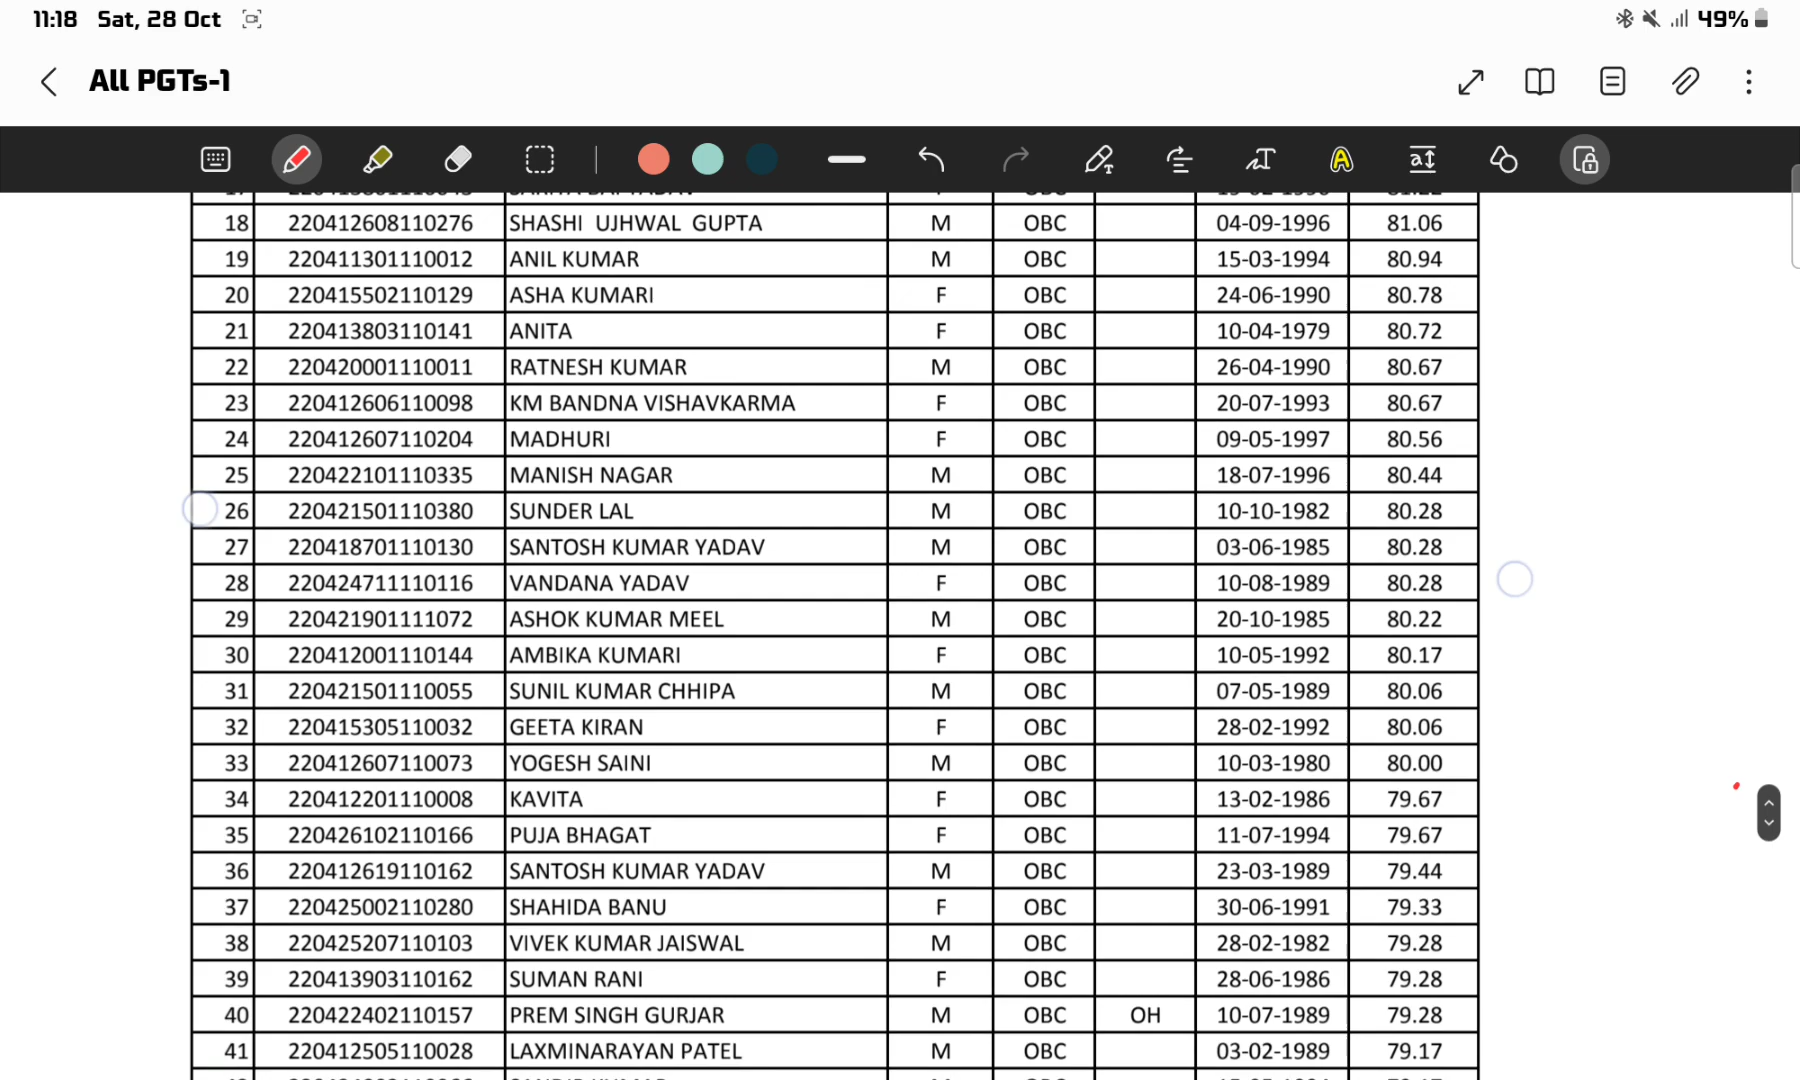 11:18 Sat, 28 Oct 49%
All PGTs-1
18 220412608110276 SHASHI UJHWAL GUPTA M OBC 04-09-1996 81.06
19 220411301110012 ANIL KUMAR M OBC 15-03-1994 80.94
20 220415502110129 ASHA KUMARI F OBC 24-06-1990 80.78
21 220413803110141 ANITA F OBC 10-04-1979 80.72
22 220420001110011 RATNESH KUMAR M OBC 26-04-1990 80.67
23 220412606110098 KM BANDNA VISHAVKARMA F OBC 20-07-1993 80.67
24 220412607110204 MADHURI F OBC 09-05-1997 80.56
25 220422101110335 MANISH NAGAR M OBC 18-07-1996 80.44
26 220421501110380 SUNDER LAL M OBC 10-10-1982 80.28
27 220418701110130 SANTOSH KUMAR YADAV M OBC 03-06-1985 80.28
28 220424711110116 VANDANA YADAV F OBC 10-08-1989 80.28
29 220421901111072 ASHOK KUMAR MEEL M OBC 20-10-1985 80.22
30 220412001110144 AMBIKA KUMARI F OBC 10-05-1992 80.17
31 220421501110055 SUNIL KUMAR CHHIPA M OBC 07-05-1989 80.06
32 220415305110032 GEETA KIRAN F OBC 28-02-1992 80.06
33 220412607110073 YOGESH SAINI M OBC 10-03-1980 80.00
34 220412201110008 KAVITA F OBC 13-02-1986 79.67
35 220426102110166 PUJA BHAGAT F OBC 11-07-1994 79.67
36 220412619110162 SANTOSH KUMAR YADAV M OBC 23-03-1989 79.44
37 220425002110280 SHAHIDA BANU F OBC 30-06-1991 79.33
38 220425207110103 VIVEK KUMAR JAISWAL M OBC 28-02-1982 79.28
39 220413903110162 SUMAN RANI F OBC 28-06-1986 79.28
40 220422402110157 PREM SINGH GURJAR M OBC OH 10-07-1989 79.28
41 220412505110028 LAXMINARAYAN PATEL M OBC 03-02-1989 79.17